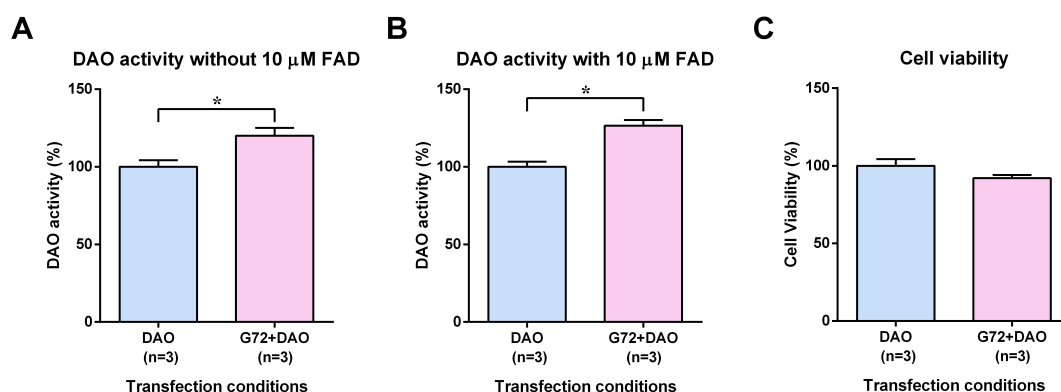 A
DAO activity without 10 μM FAD
DAO activity (%)
150
100
50
0
*
DAO
(n=3)
G72+DAO
(n=3)
Transfection conditions
B
DAO activity with 10 μM FAD
DAO activity (%)
150
100
50
0
*
DAO
(n=3)
G72+DAO
(n=3)
Transfection conditions
C
Cell viability
Cell Viability (%)
150
100
50
0
DAO
(n=3)
G72+DAO
(n=3)
Transfection conditions